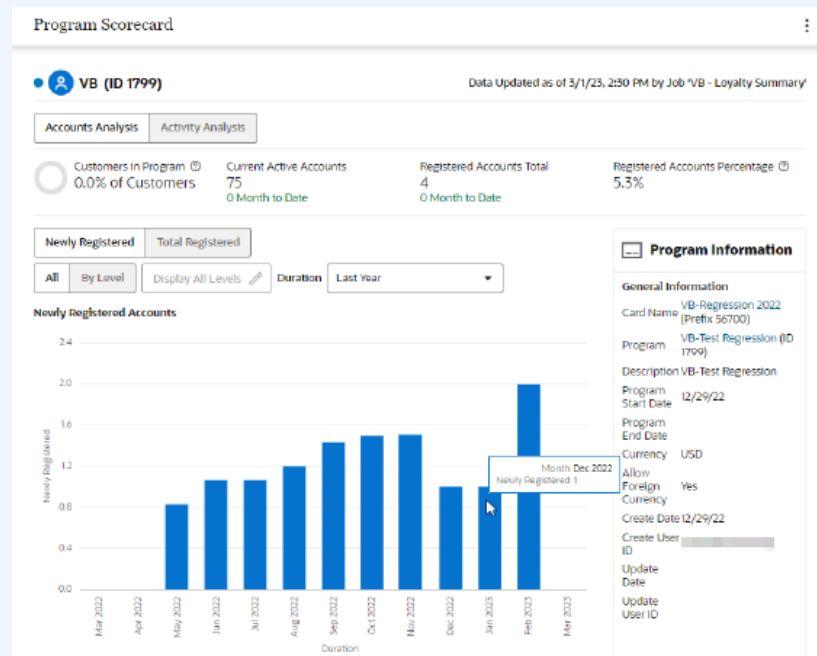 Program Scorecard
VB (ID 1799)
Data Updated as of 3/1/23, 2:30 PM by Job 'VB - Loyalty Summary'
Accounts Analysis
Activity Analysis
Customers in Program
0.0% of Customers
Current Active Accounts
75
0 Month to Date
Registered Accounts Total
4
0 Month to Date
Registered Accounts Percentage
5.3%
Newly Registered
Total Registered
All
By Level
Display All Levels
Duration
Last Year
Newly Registered Accounts
2.4
2.0
1.6
1.2
0.8
0.4
0.0
Newly Registered
Month Dec 2022
Newly Registered 1
Mar 2022
Apr 2022
May 2022
Jun 2022
Jul 2022
Aug 2022
Sep 2022
Oct 2022
Nov 2022
Dec 2022
Jan 2023
Feb 2023
Mar 2023
Duration
Program Information
General Information
Card Name VB-Regression 2022
(Prefix 56700)
Program VB-Test Regression (ID
1799)
Description VB-Test Regression
Program
Start Date 12/29/22
Program
End Date
Currency USD
Allow
Foreign Yes
Currency
Create Date 12/29/22
Create User
ID
Update
Date
Update
User ID